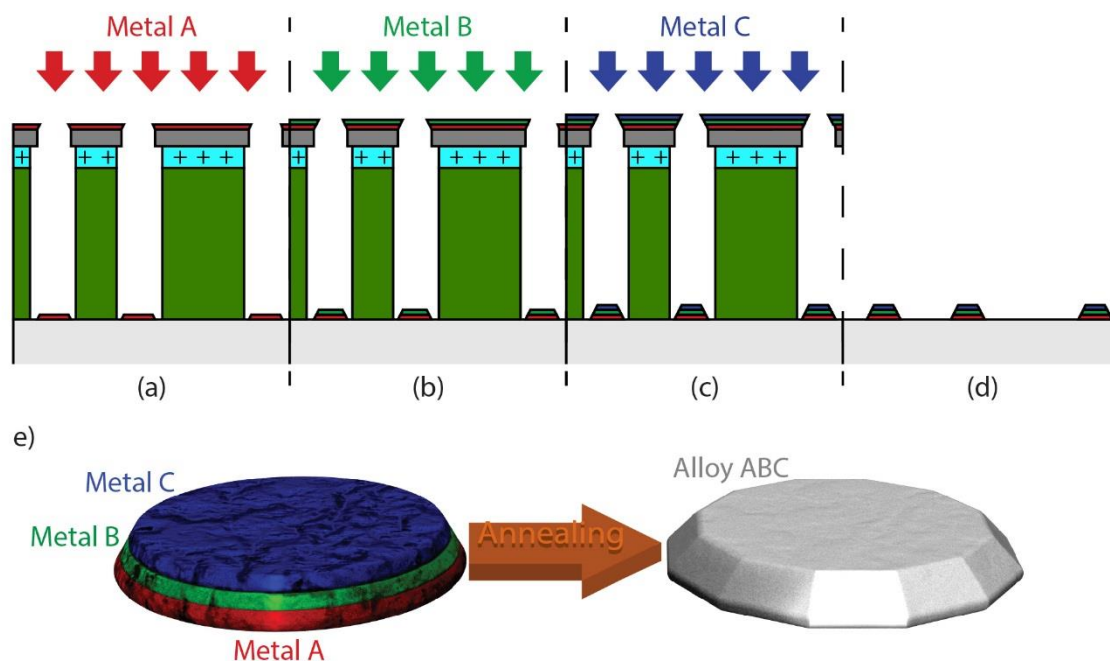 Metal A
Metal B
Metal C
+
+ +
+ + +
+
+ +
+ + +
+
+ +
+ + +
(a)
(b)
(c)
(d)
e)
Metal C
Metal B
Metal A
Annealing
Alloy ABC